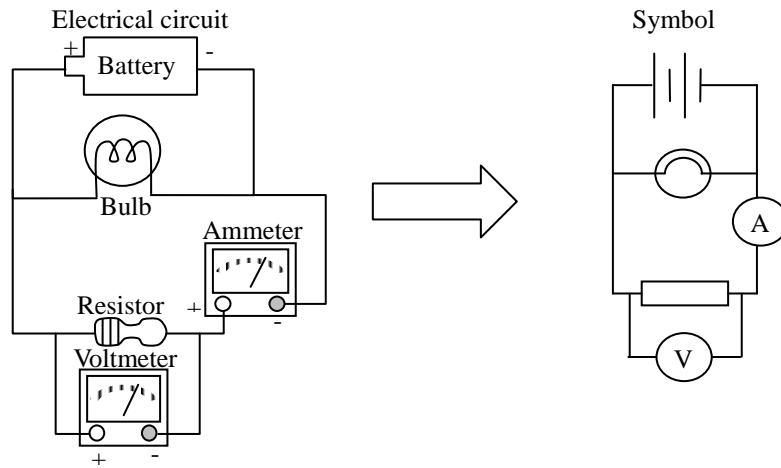 Electrical circuit
Symbol
+ -
Battery
Bulb
Ammeter
A
Resistor
+ -
Voltmeter
V
+ -